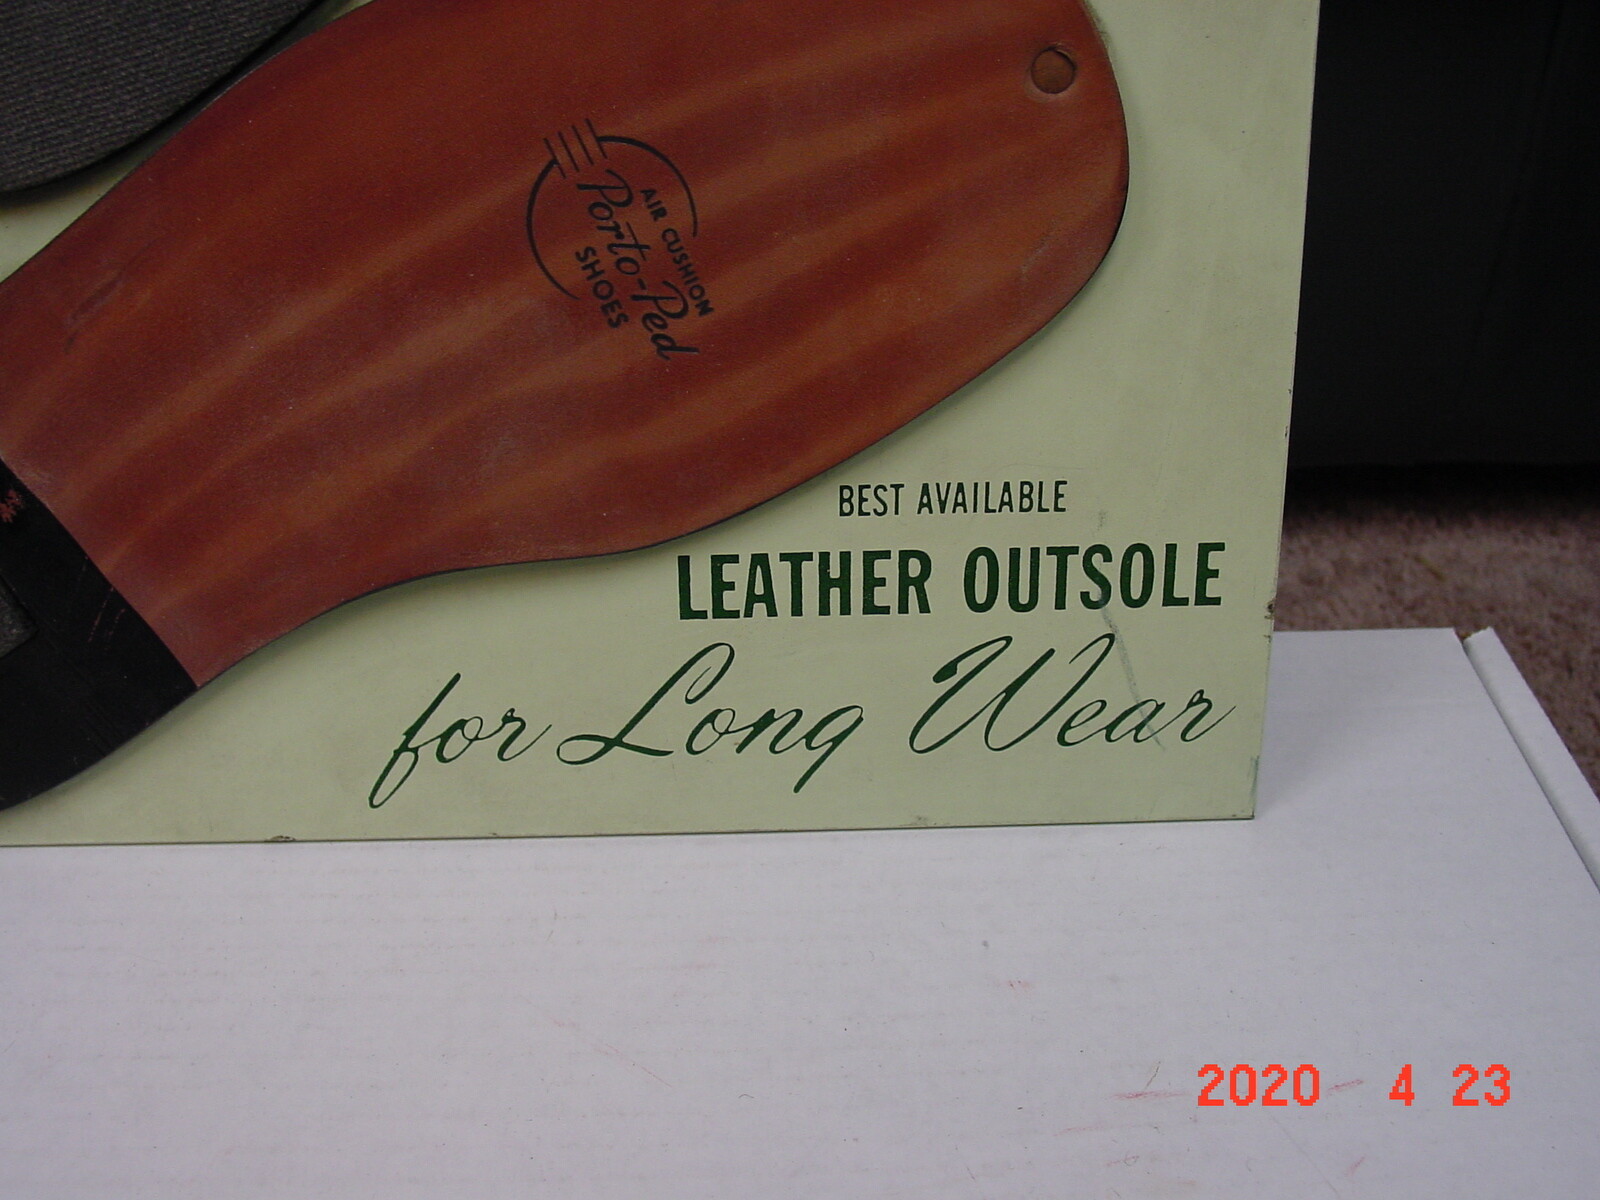 AIR CUSHION
Porto-Ped
SHOES
BEST AVAILABLE
LEATHER OUTSOLE
for Long Wear
2020 4 23